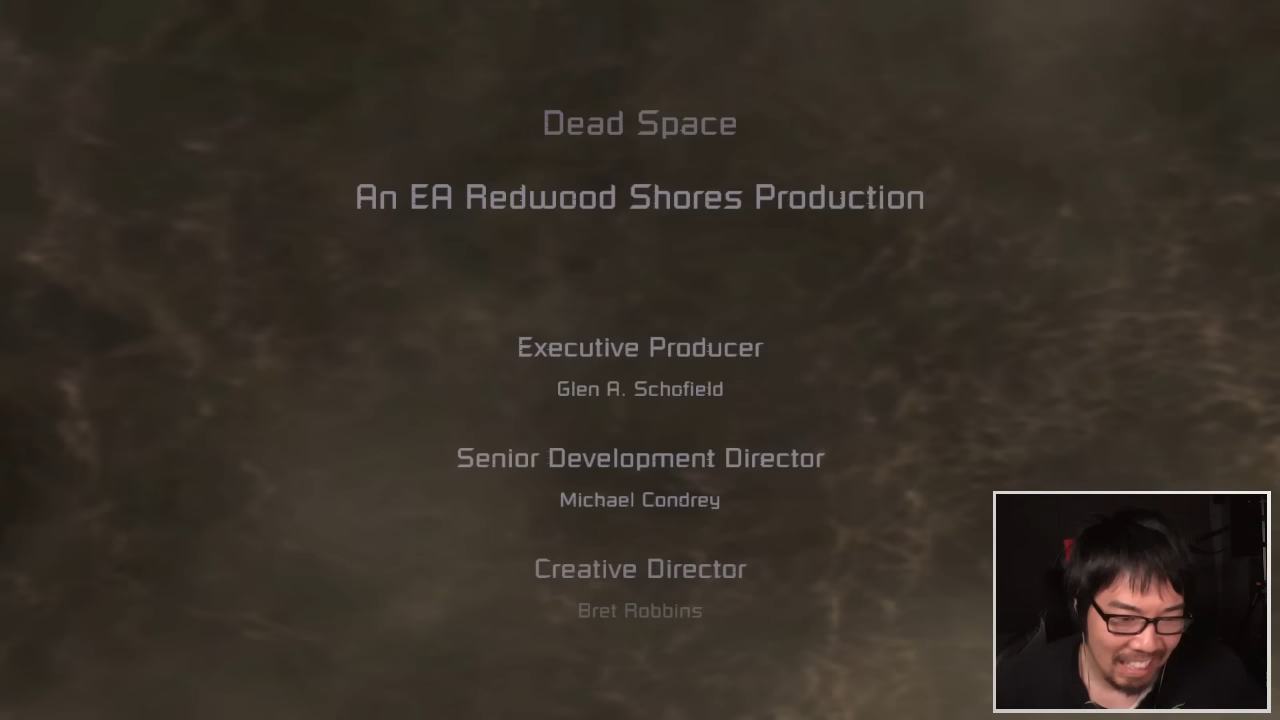 Dead Space
An EA Redwood Shores Production
Executive Producer
Glen A. Schofield
Senior Development Director
Michael Condrey
Creative Director
Bret Robbins